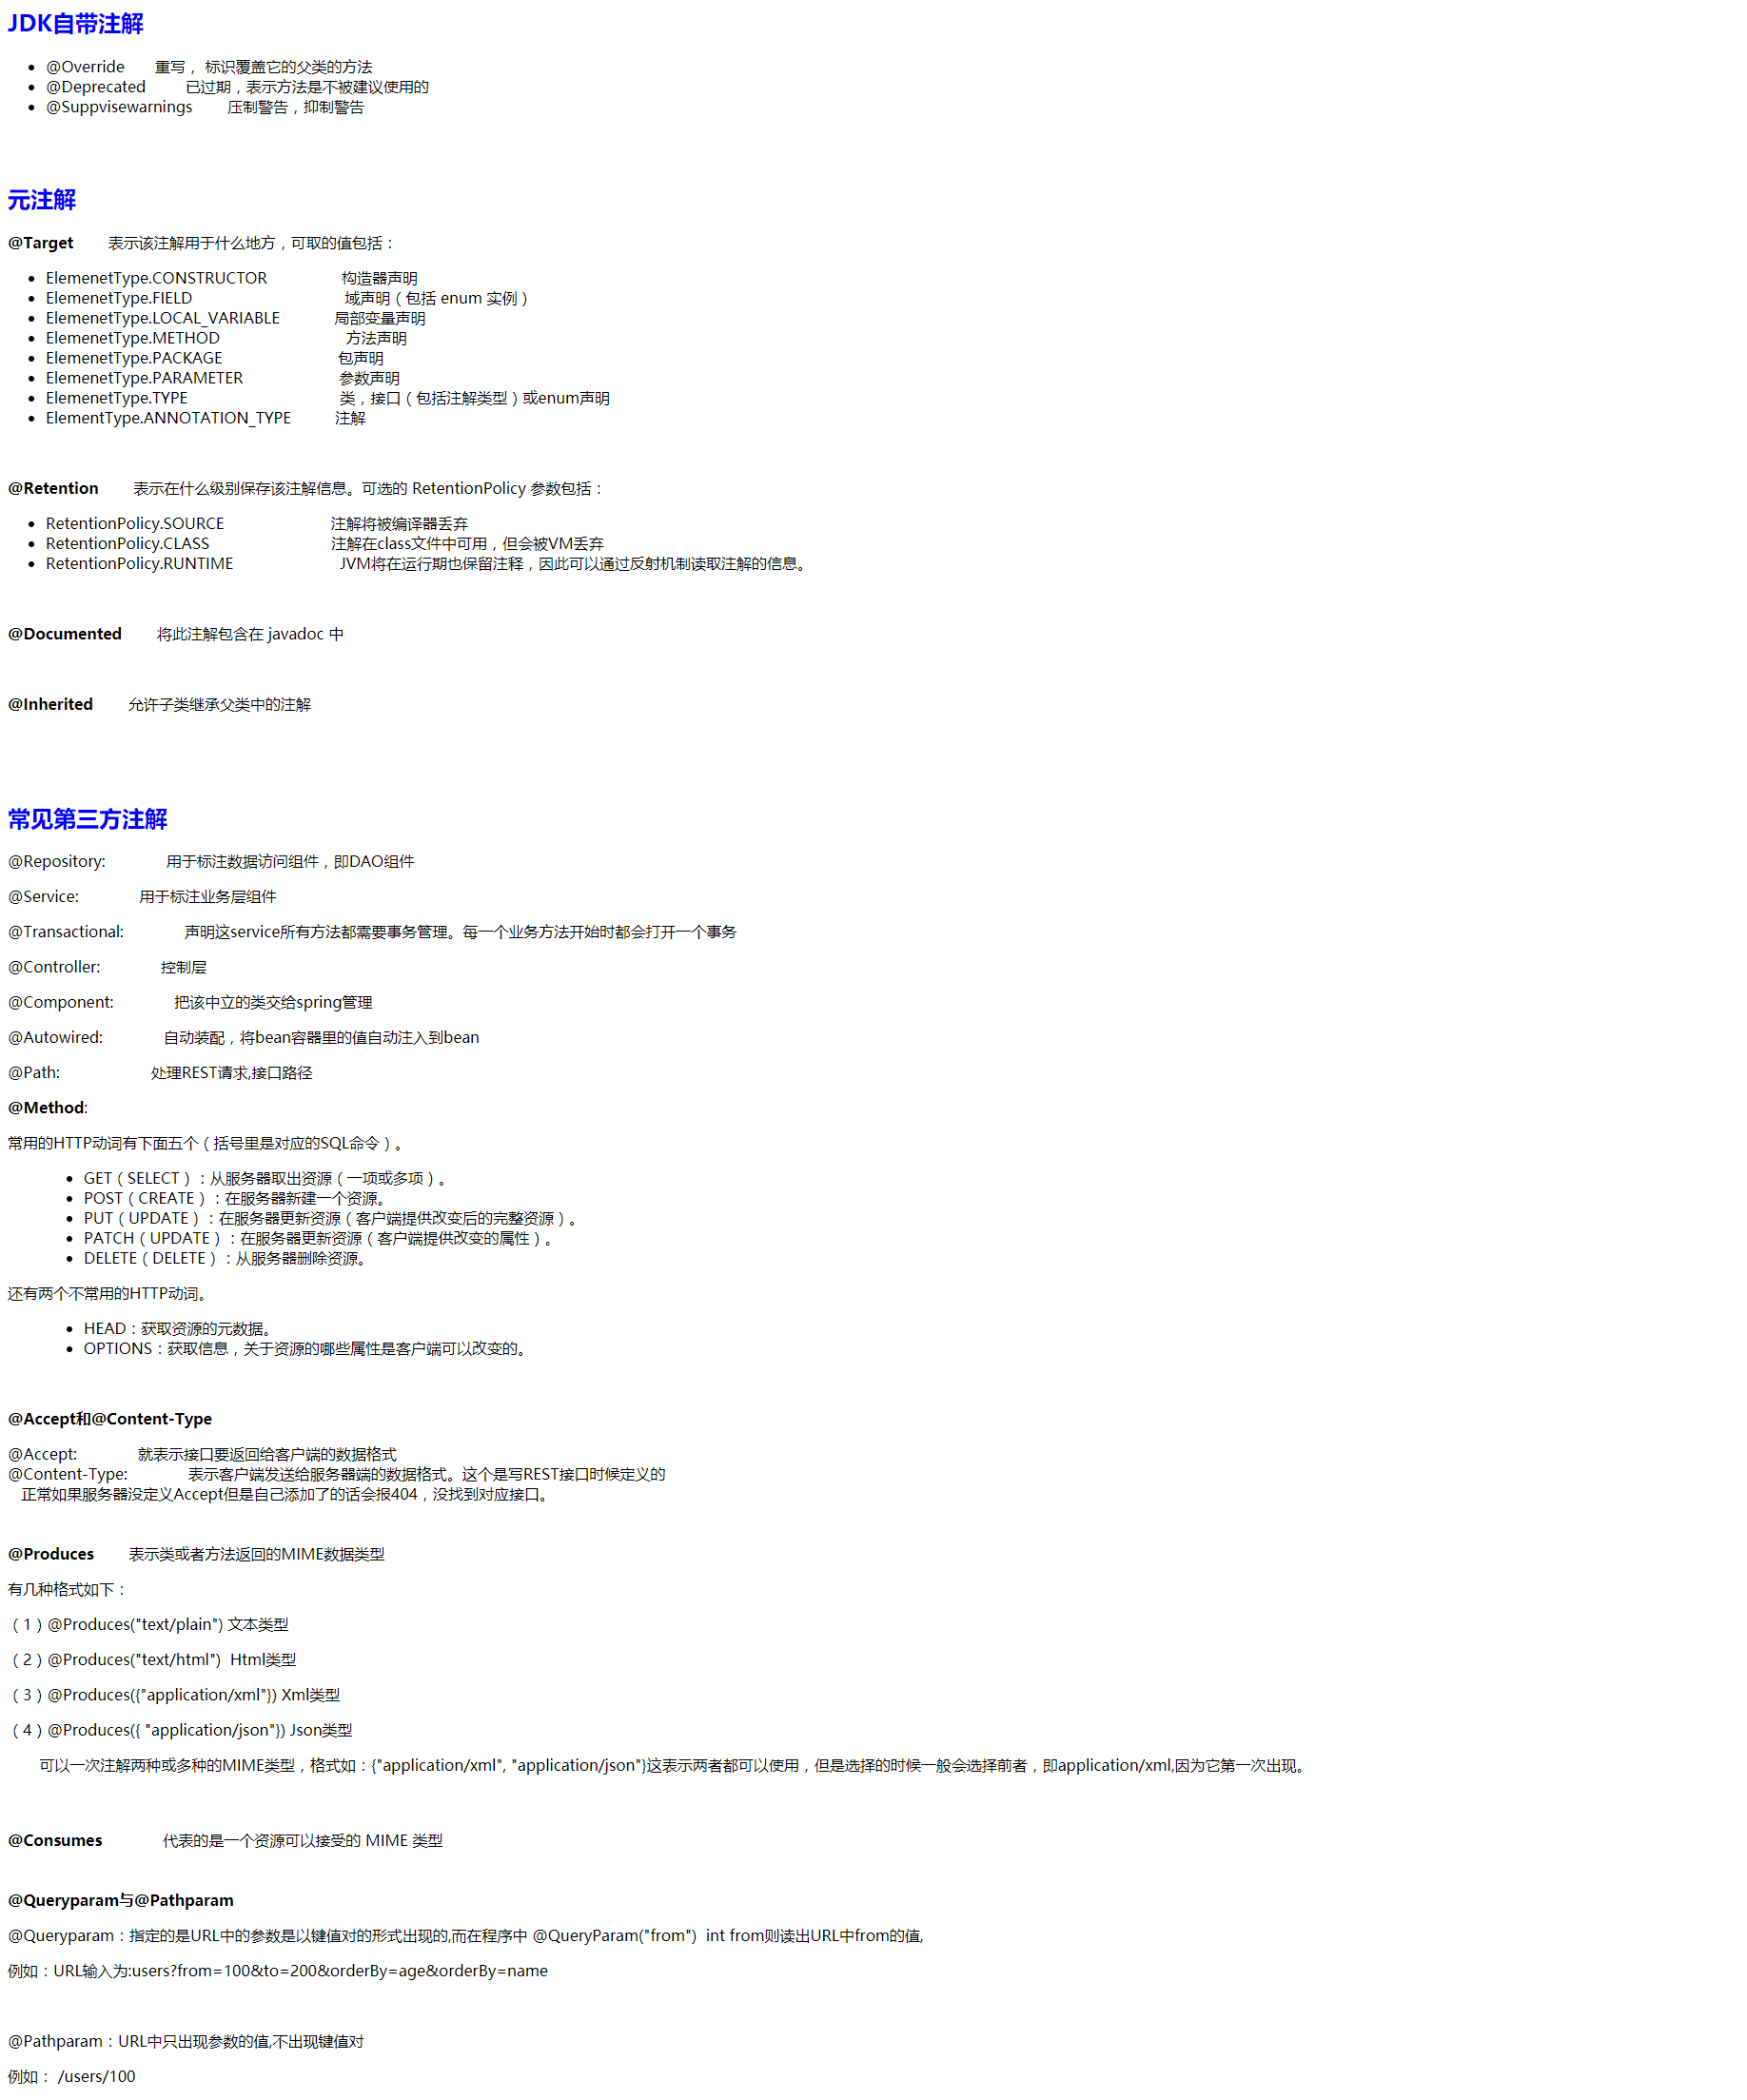 JDK自带注解
@Override 重写， 标识覆盖它的父类的方法
@Deprecated 已过期，表示方法是不被建议使用的
@Suppvisewarnings 压制警告，抑制警告
元注解
@Target 表示该注解用于什么地方，可取的值包括：
ElemenetType.CONSTRUCTOR 构造器声明
ElemenetType.FIELD 域声明（包括 enum 实例）
ElemenetType.LOCAL_VARIABLE 局部变量声明
ElemenetType.METHOD 方法声明
ElemenetType.PACKAGE 包声明
ElemenetType.PARAMETER 参数声明
ElemenetType.TYPE 类，接口（包括注解类型）或enum声明
ElementType.ANNOTATION_TYPE 注解
@Retention 表示在什么级别保存该注解信息。可选的 RetentionPolicy 参数包括：
RetentionPolicy.SOURCE 注解将被编译器丢弃
RetentionPolicy.CLASS 注解在class文件中可用，但会被VM丢弃
RetentionPolicy.RUNTIME JVM将在运行期也保留注释，因此可以通过反射机制读取注解的信息。
@Documented 将此注解包含在 javadoc 中
@Inherited 允许子类继承父类中的注解
常见第三方注解
@Repository: 用于标注数据访问组件，即DAO组件
@Service: 用于标注业务层组件
@Transactional: 声明这service所有方法都需要事务管理。每一个业务方法开始时都会打开一个事务
@Controller: 控制层
@Component: 把该中立的类交给spring管理
@Autowired: 自动装配，将bean容器里的值自动注入到bean
@Path: 处理REST请求,接口路径
@Method:
常用的HTTP动词有下面五个（括号里是对应的SQL命令）。
GET（SELECT）：从服务器取出资源（一项或多项）。
POST（CREATE）：在服务器新建一个资源。
PUT（UPDATE）：在服务器更新资源（客户端提供改变后的完整资源）。
PATCH（UPDATE）：在服务器更新资源（客户端提供改变的属性）。
DELETE（DELETE）：从服务器删除资源。
还有两个不常用的HTTP动词。
HEAD：获取资源的元数据。
OPTIONS：获取信息，关于资源的哪些属性是客户端可以改变的。
@Accept和@Content-Type
@Accept: 就表示接口要返回给客户端的数据格式
@Content-Type: 表示客户端发送给服务器端的数据格式。这个是写REST接口时候定义的
正常如果服务器没定义Accept但是自己添加了的话会报404，没找到对应接口。
@Produces 表示类或者方法返回的MIME数据类型
有几种格式如下：
（1）@Produces("text/plain") 文本类型
（2）@Produces("text/html") Html类型
（3）@Produces({"application/xml"}) Xml类型
（4）@Produces({ "application/json"}) Json类型
可以一次注解两种或多种的MIME类型，格式如：{"application/xml", "application/json"}这表示两者都可以使用，但是选择的时候一般会选择前者，即application/xml,因为它第一次出现。
@Consumes 代表的是一个资源可以接受的 MIME 类型
@Queryparam与@Pathparam
@Queryparam：指定的是URL中的参数是以键值对的形式出现的,而在程序中 @QueryParam("from") int from则读出URL中from的值,
例如：URL输入为:users?from=100&to=200&orderBy=age&orderBy=name
@Pathparam：URL中只出现参数的值,不出现键值对
例如： /users/100